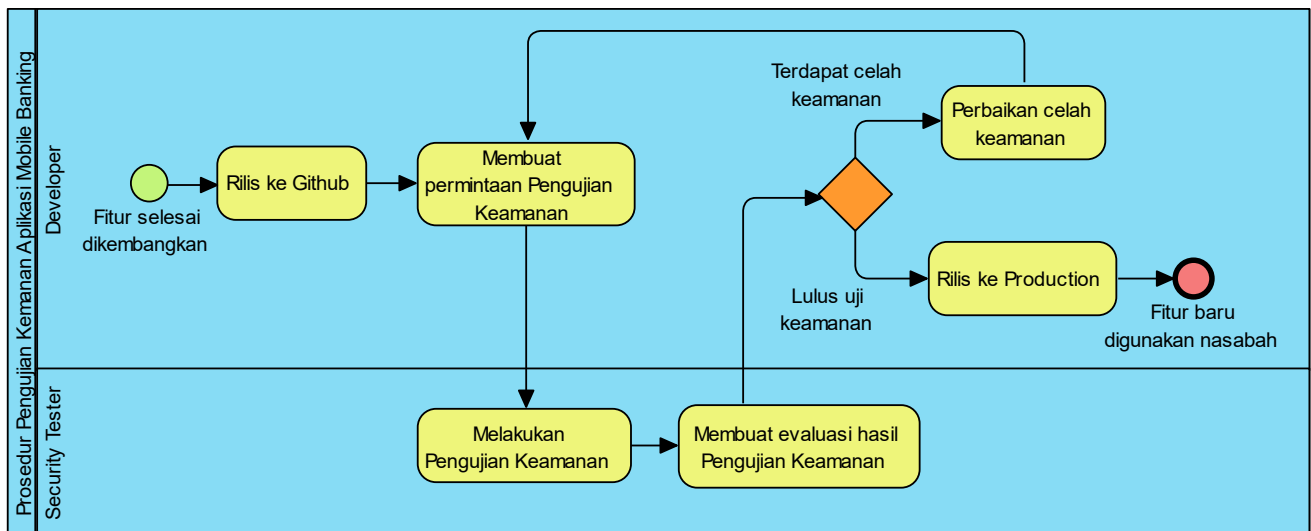 Prosedur Pengujian Kemanan Aplikasi Mobile Banking
Developer
Fitur selesai
dikembangkan
Rilis ke Github
Membuat
permintaan Pengujian
Keamanan
Terdapat celah
keamanan
Perbaikan celah
keamanan
Lulus uji
keamanan
Rilis ke Production
Fitur baru
digunakan nasabah
Security Tester
Melakukan
Pengujian Keamanan
Membuat evaluasi hasil
Pengujian Keamanan